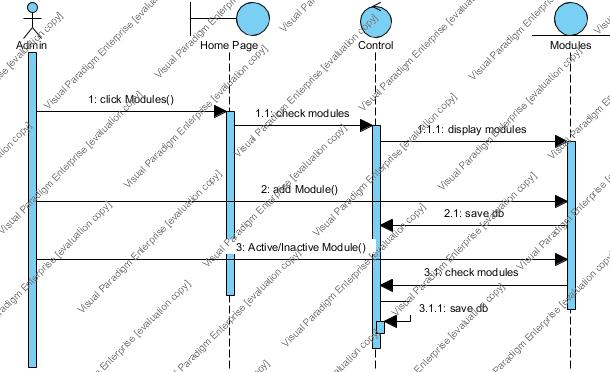 Admin
Home Page
Control
Modules
1: click Modules()
1.1: check modules
1.1.1: display modules
2: add Module()
2.1: save db
3: Active/Inactive Module()
3.1: check modules
3.1.1: save db
Visual Paradigm Enterprise [evaluation copy]